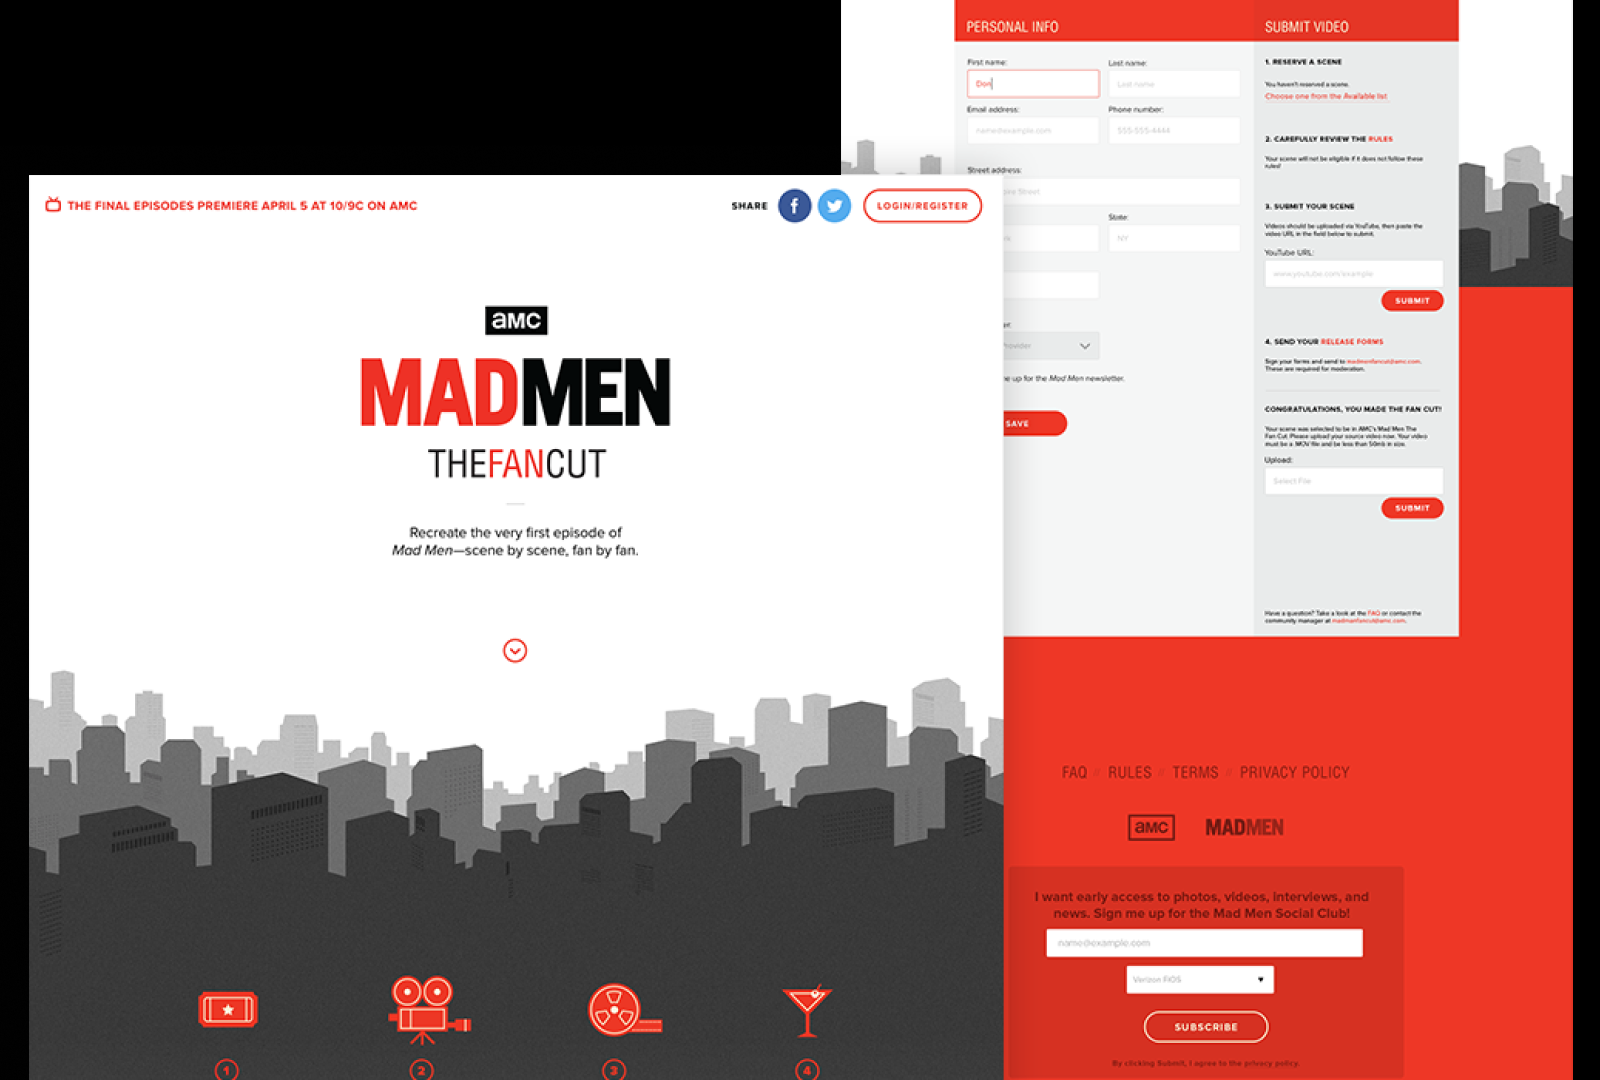 THE FINAL EPISODES PREMIERE APRIL 5 AT 10/9C ON AMC
SHARE
LOGIN/REGISTER
aMC
MADMEN
THEFANCUT
Recreate the very first episode of
Mad Men—scene by scene, fan by fan.
1
2
3
4
PERSONAL INFO
First name:
Last name:
Don
Last name
Email address:
Phone number:
name@example.com
555-555-4444
Street address:
Street
State:
NY
Provider
me up for the Mad Men newsletter.
SAVE
SUBMIT VIDEO
1. RESERVE A SCENE
You haven't reserved a scene.
Choose one from the Available list
2. CAREFULLY REVIEW THE RULES
Your scene will not be eligible if it does not follow these
rules!
3. SUBMIT YOUR SCENE
Videos should be uploaded via YouTube, then paste the
video URL in the field below to submit.
YouTube URL:
www.youtube.com/example
SUBMIT
4. SEND YOUR RELEASE FORMS
Sign your forms and send to madmenfancut@amc.com.
These are required for moderation.
CONGRATULATIONS, YOU MADE THE FAN CUT!
Your scene was selected to be in AMC's Mad Men The
Fan Cut. Please upload your source video now. Your video
must be a .MOV file and be less than 50mb in size.
Upload:
Select File
SUBMIT
Have a question? Take a look at the FAQ or contact the
community manager at madmanfancut@amc.com.
FAQ // RULES // TERMS // PRIVACY POLICY
aMC
MADMEN
I want early access to photos, videos, interviews, and
news. Sign me up for the Mad Men Social Club!
name@example.com
Verizon FiOS
SUBSCRIBE
By clicking Submit, I agree to the privacy policy.